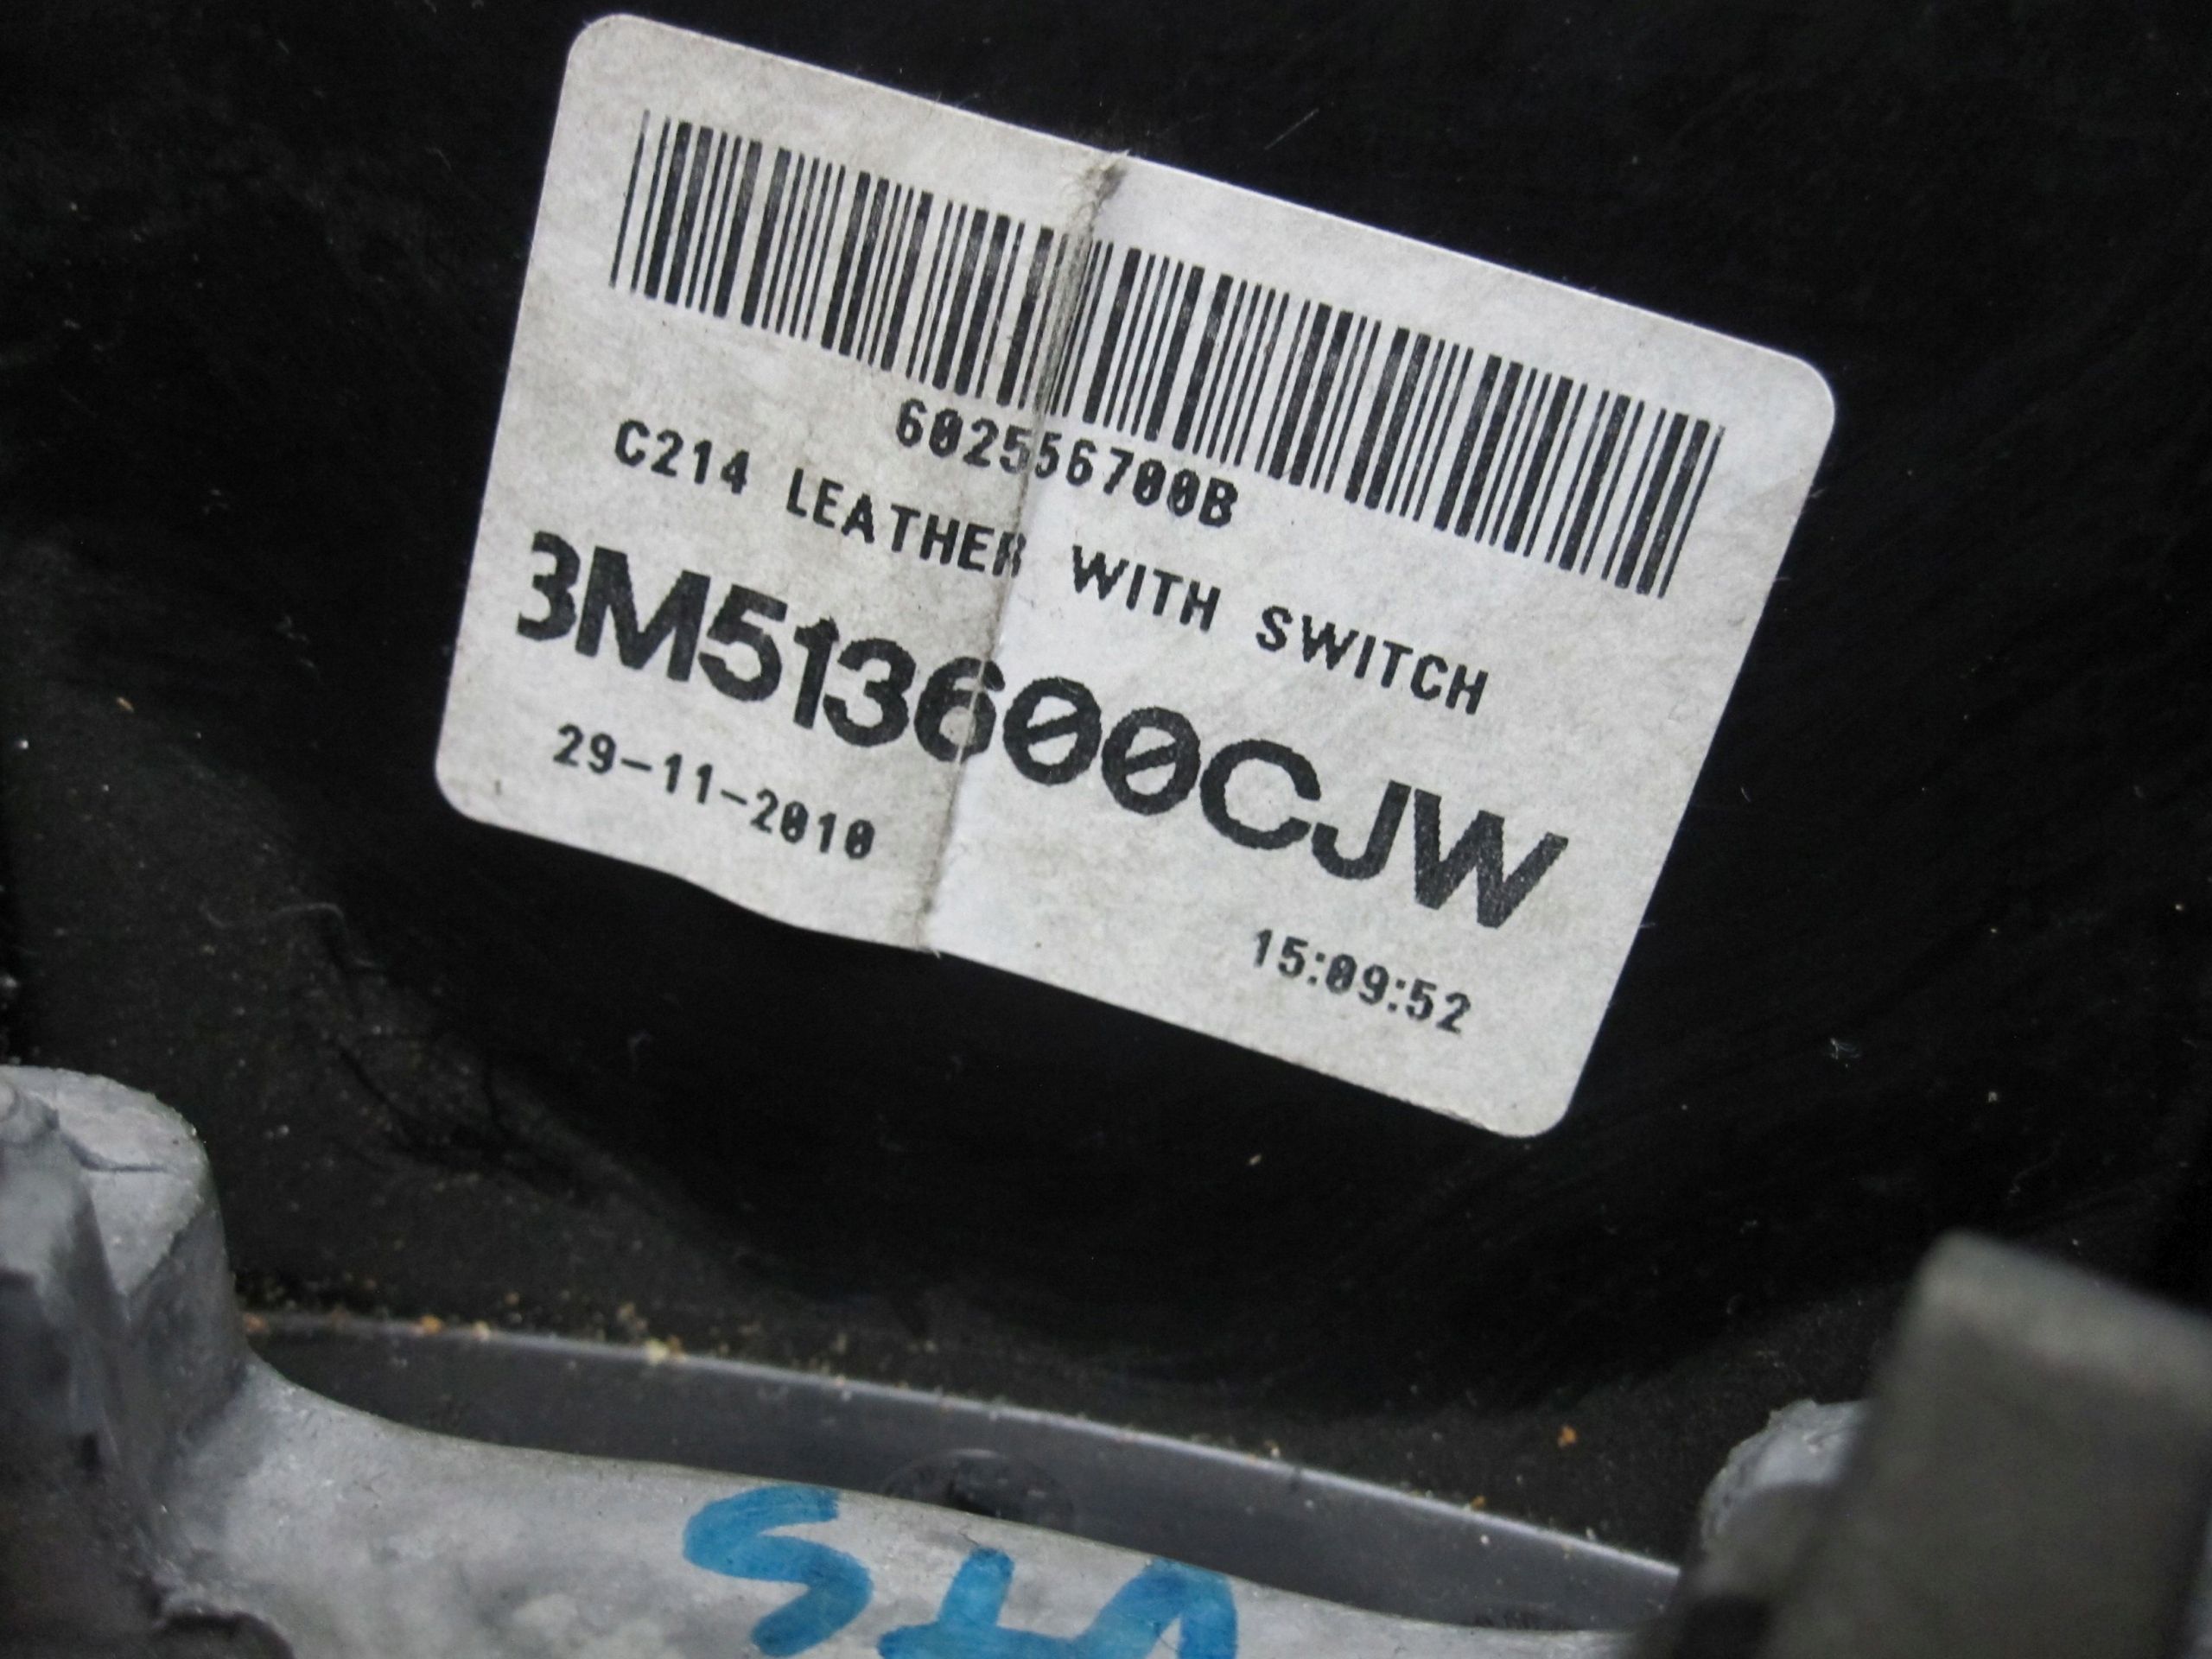 602556700B
C214 LEATHER WITH SWITCH
3M513600CJW
29-11-2010
15:09:52